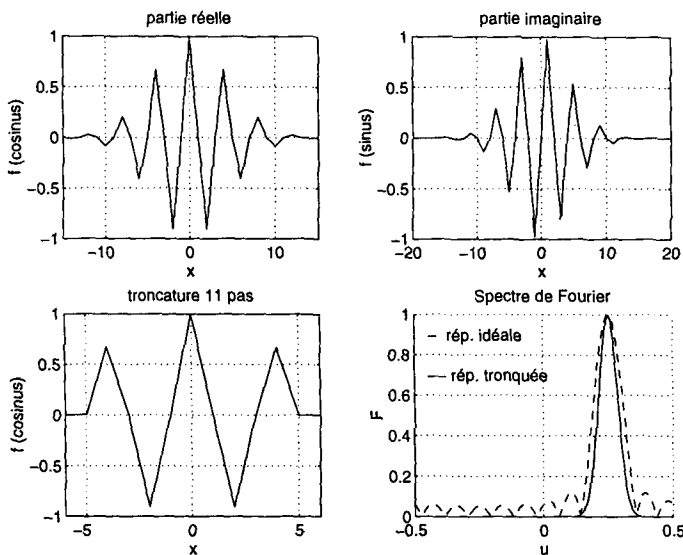 partie réelle
1
0.5
0
−0.5
−1
f (cosinus)
−10
0
10
x
partie imaginaire
1
0.5
0
−0.5
−1
f (sinus)
−20
−10
0
10
20
x
troncature 11 pas
1
0.5
0
−0.5
−1
f (cosinus)
−5
0
5
x
Spectre de Fourier
1
0.8
0.6
0.4
0.2
0
F
− rép. idéale
— rép. tronquée
−0.5
0
0.5
u